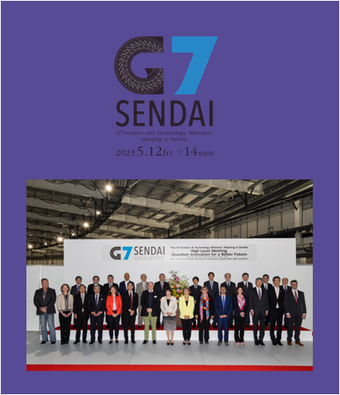 G7
SENDAI
G7 Science and Technology Ministers'
meeting in Sendai
2023.5.12fri → 14sun
G7 SENDAI
The G7 Science & Technology Ministers' Meeting in Sendai
High Level Meeting
-Quantum Innovation for a Better Future-